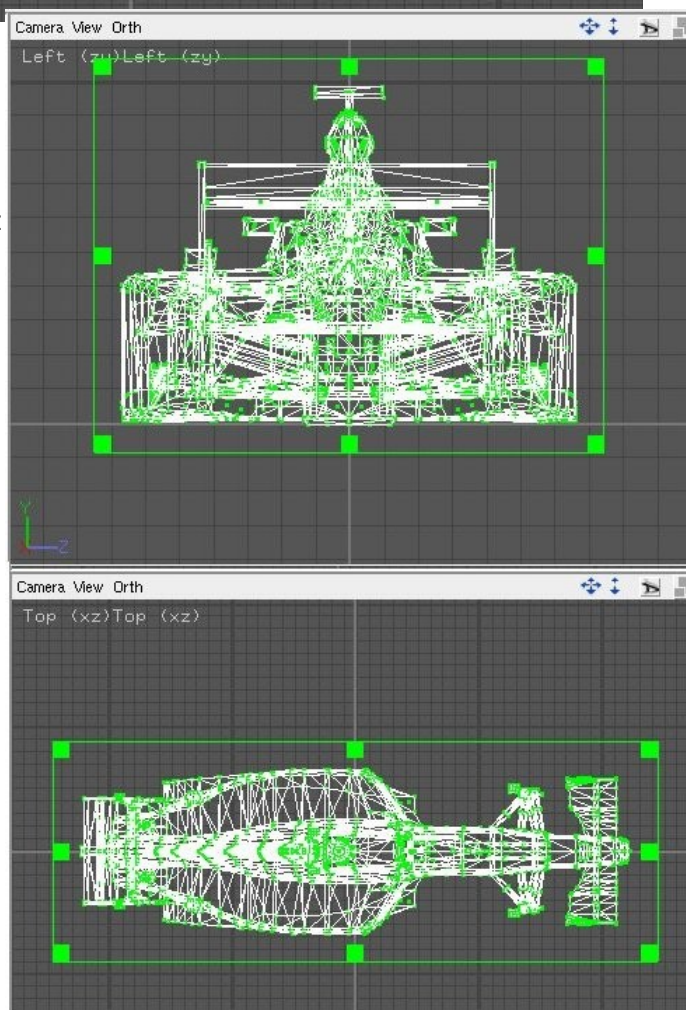 Camera View Orth
Left (zy)Left (zy)
Y
Z
Camera View Orth
Top (xz)Top (xz)